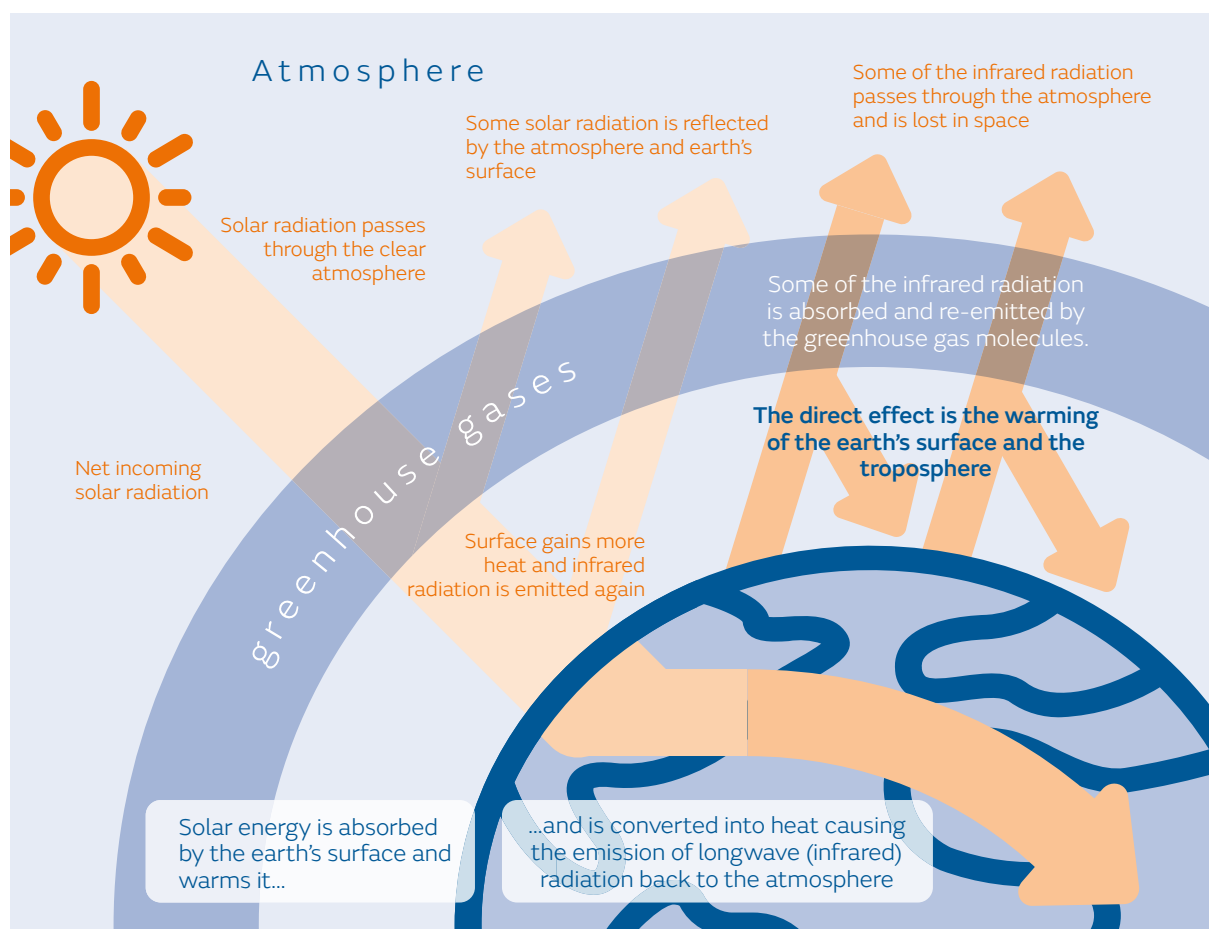 Atmosphere
Some of the infrared radiation
passes through the atmosphere
and is lost in space
Some solar radiation is reflected
by the atmosphere and earth's
surface
Solar radiation passes
through the clear
atmosphere
Some of the infrared radiation
is absorbed and re-emitted by
the greenhouse gas molecules.
greenhouse gases
The direct effect is the warming
of the earth's surface and the
troposphere
Net incoming
solar radiation
Surface gains more
heat and infrared
radiation is emitted again
Solar energy is absorbed
by the earth's surface and
warms it...
...and is converted into heat causing
the emission of longwave (infrared)
radiation back to the atmosphere